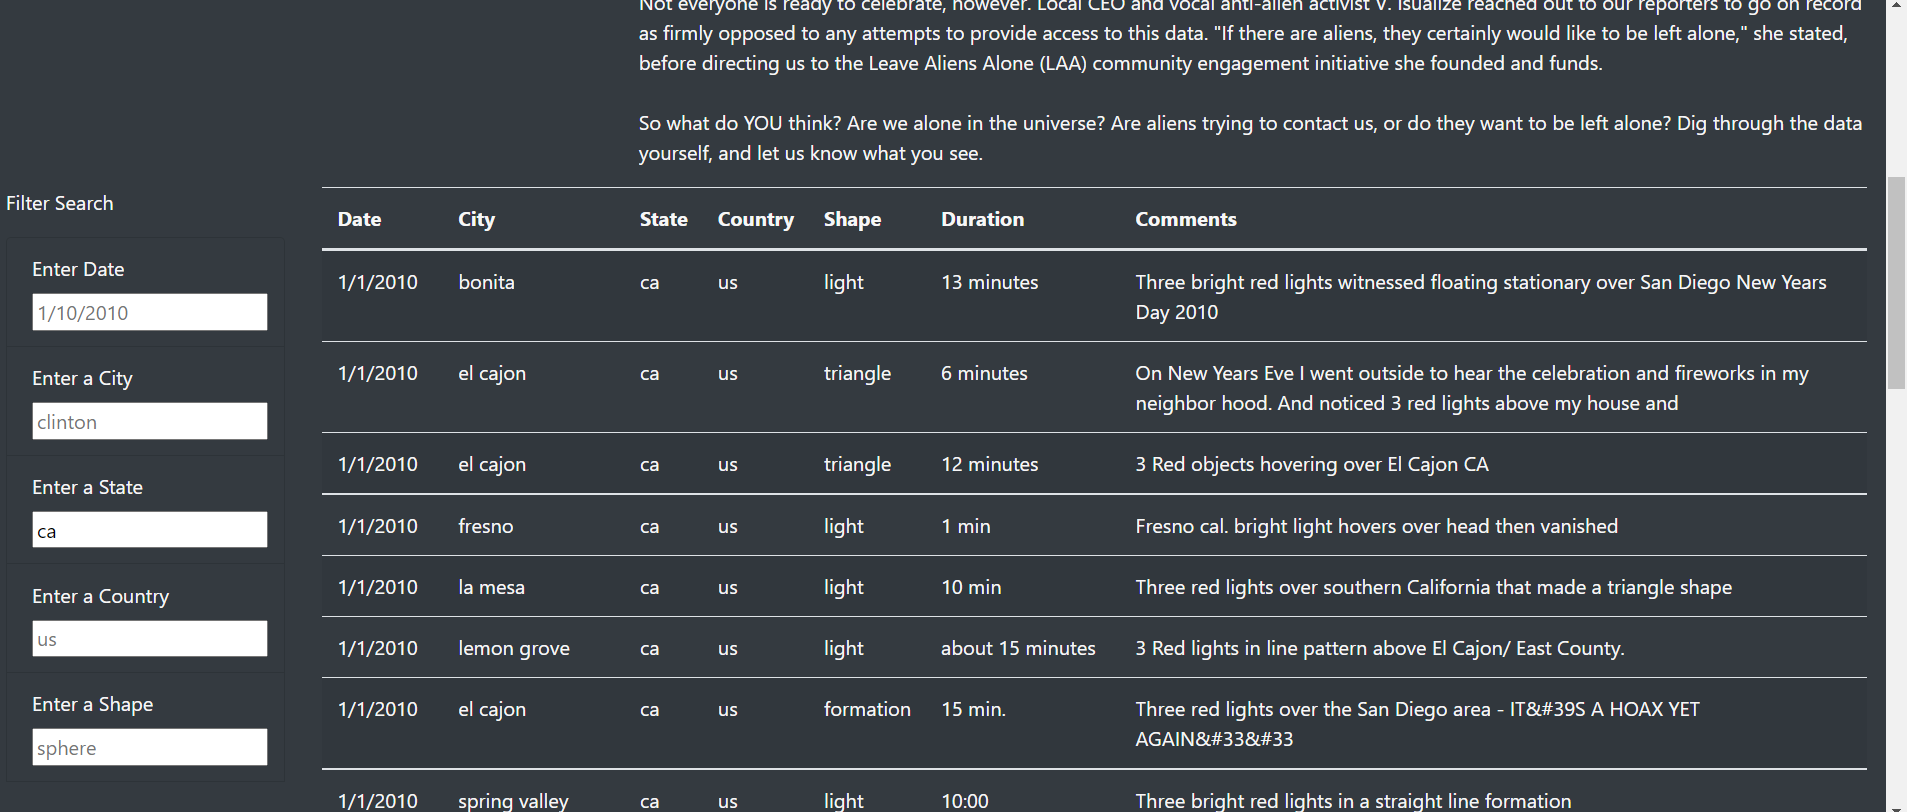 Not everyone is ready to celebrate, however. Local CEO and vocal anti-alien activist V. Isualize reached out to our reporters to go on record
as firmly opposed to any attempts to provide access to this data. "If there are aliens, they certainly would like to be left alone," she stated,
before directing us to the Leave Aliens Alone (LAA) community engagement initiative she founded and funds.
So what do YOU think? Are we alone in the universe? Are aliens trying to contact us, or do they want to be left alone? Dig through the data
yourself, and let us know what you see.
Filter Search
Enter Date
1/10/2010
Enter a City
clinton
Enter a State
ca
Enter a Country
us
Enter a Shape
sphere
Date City State Country Shape Duration Comments
1/1/2010 bonita ca us light 13 minutes Three bright red lights witnessed floating stationary over San Diego New Years
Day 2010
1/1/2010 el cajon ca us triangle 6 minutes On New Years Eve I went outside to hear the celebration and fireworks in my
neighbor hood. And noticed 3 red lights above my house and
1/1/2010 el cajon ca us triangle 12 minutes 3 Red objects hovering over El Cajon CA
1/1/2010 fresno ca us light 1 min Fresno cal. bright light hovers over head then vanished
1/1/2010 la mesa ca us light 10 min Three red lights over southern California that made a triangle shape
1/1/2010 lemon grove ca us light about 15 minutes 3 Red lights in line pattern above El Cajon/ East County.
1/1/2010 el cajon ca us formation 15 min. Three red lights over the San Diego area - IT&#39S A HOAX YET
AGAIN&#33&#33
1/1/2010 spring valley ca us light 10:00 Three bright red lights in a straight line formation